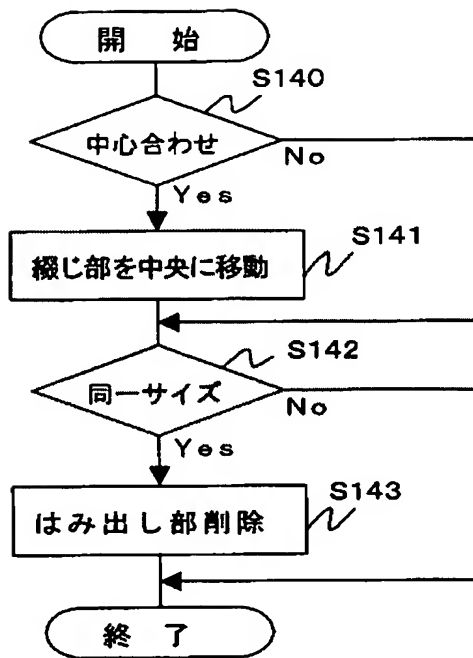 開始
S140
中心合わせ
No
Yes
S141
綴じ部を中央に移動
S142
同一サイズ
No
Yes
S143
はみ出し部削除
終了